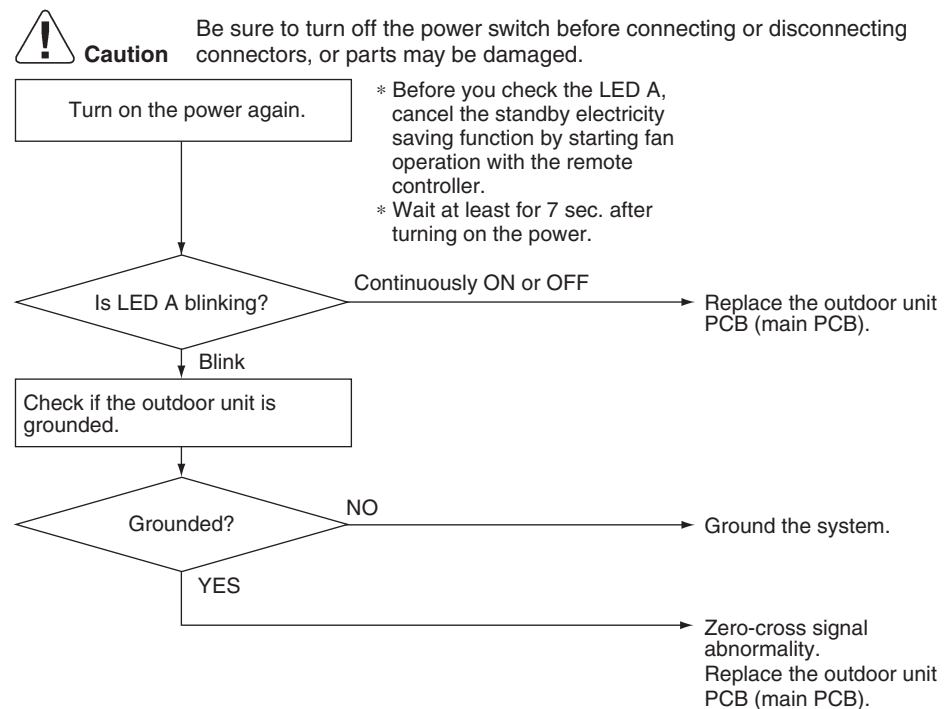 Be sure to turn off the power switch before connecting or disconnecting
Caution connectors, or parts may be damaged.
Turn on the power again.
∗ Before you check the LED A,
cancel the standby electricity
saving function by starting fan
operation with the remote
controller.
∗ Wait at least for 7 sec. after
turning on the power.
Is LED A blinking?
Continuously ON or OFF
Replace the outdoor unit
PCB (main PCB).
Blink
Check if the outdoor unit is
grounded.
Grounded?
NO
Ground the system.
YES
Zero-cross signal
abnormality.
Replace the outdoor unit
PCB (main PCB).